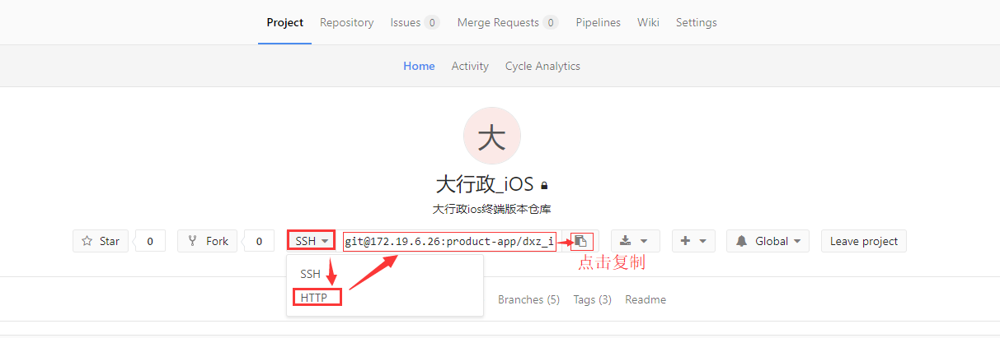 Project Repository Issues 0 Merge Requests 0 Pipelines Wiki Settings
Home Activity Cycle Analytics
大
大行政_iOS
大行政ios终端版本仓库
Star 0 Fork 0 SSH git@172.19.6.26:product-app/dxz_i Global Leave project
点击复制
SSH
HTTP
Branches (5) Tags (3) Readme